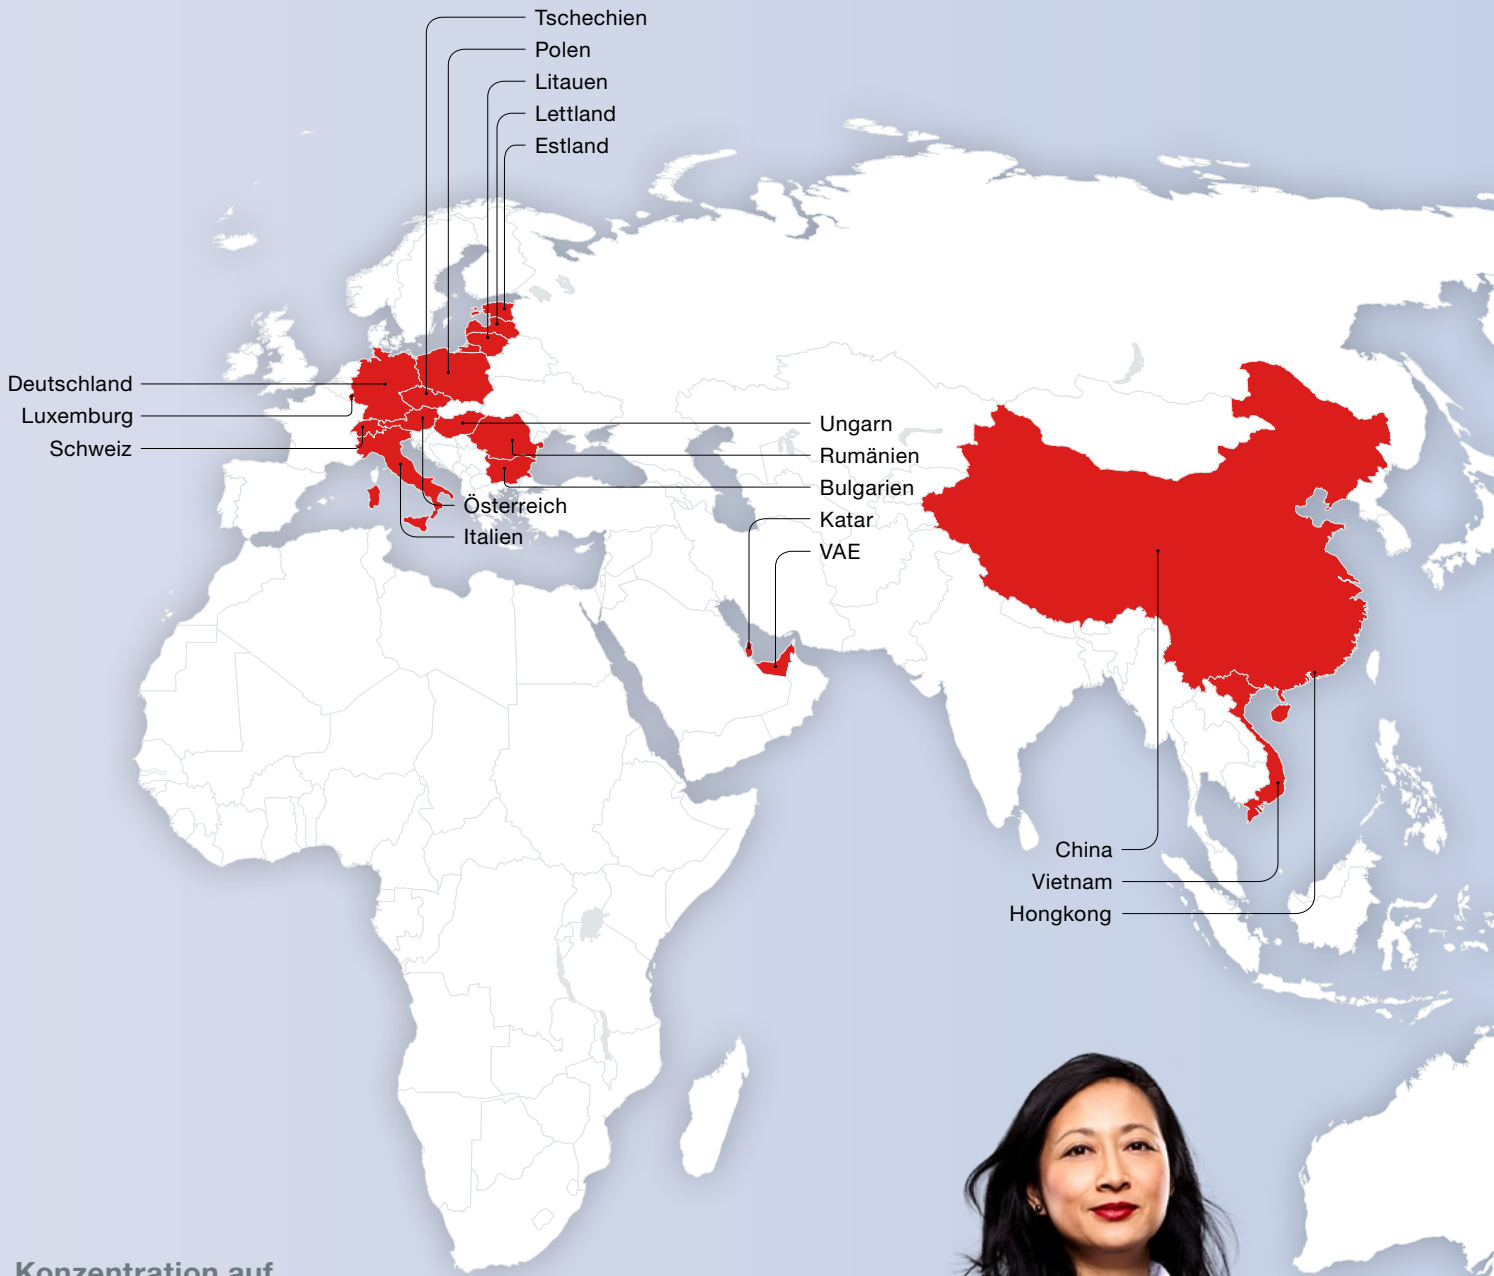 Tschechien
Polen
Litauen
Lettland
Estland
Deutschland
Luxemburg
Schweiz
Österreich
Italien
Ungarn
Rumänien
Bulgarien
Katar
VAE
China
Vietnam
Hongkong
Konzentration auf